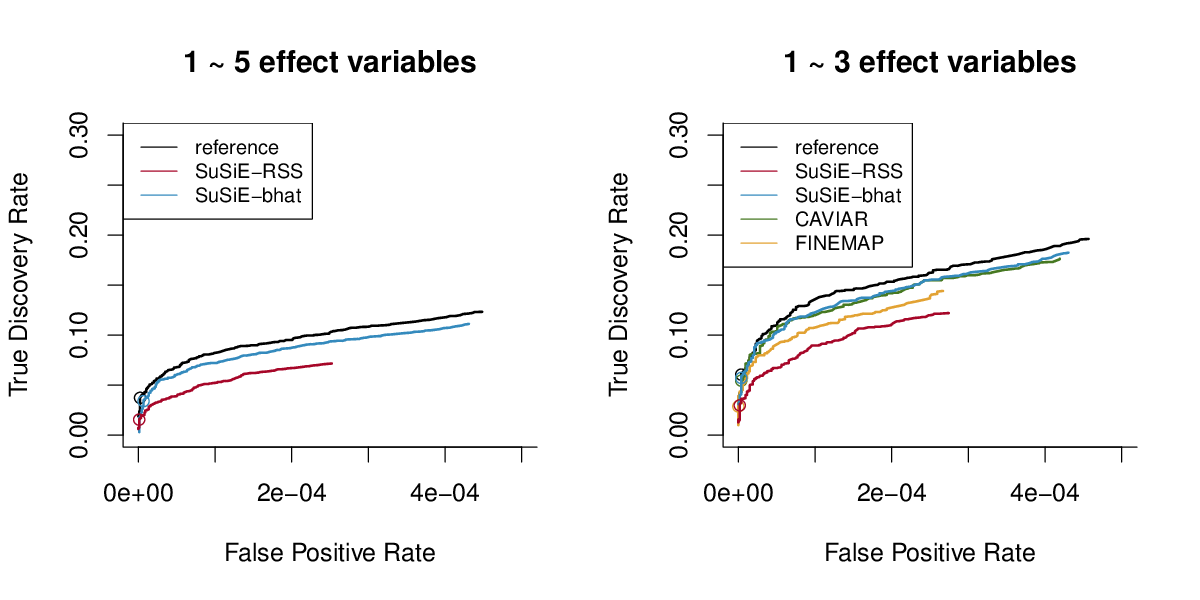 1 ~ 5 effect variables
True Discovery Rate
0.00
0.10
0.20
0.30
reference
SuSiE−RSS
SuSiE−bhat
0e+00
2e−04
4e−04
False Positive Rate
1 ~ 3 effect variables
True Discovery Rate
0.00
0.10
0.20
0.30
reference
SuSiE−RSS
SuSiE−bhat
CAVIAR
FINEMAP
0e+00
2e−04
4e−04
False Positive Rate